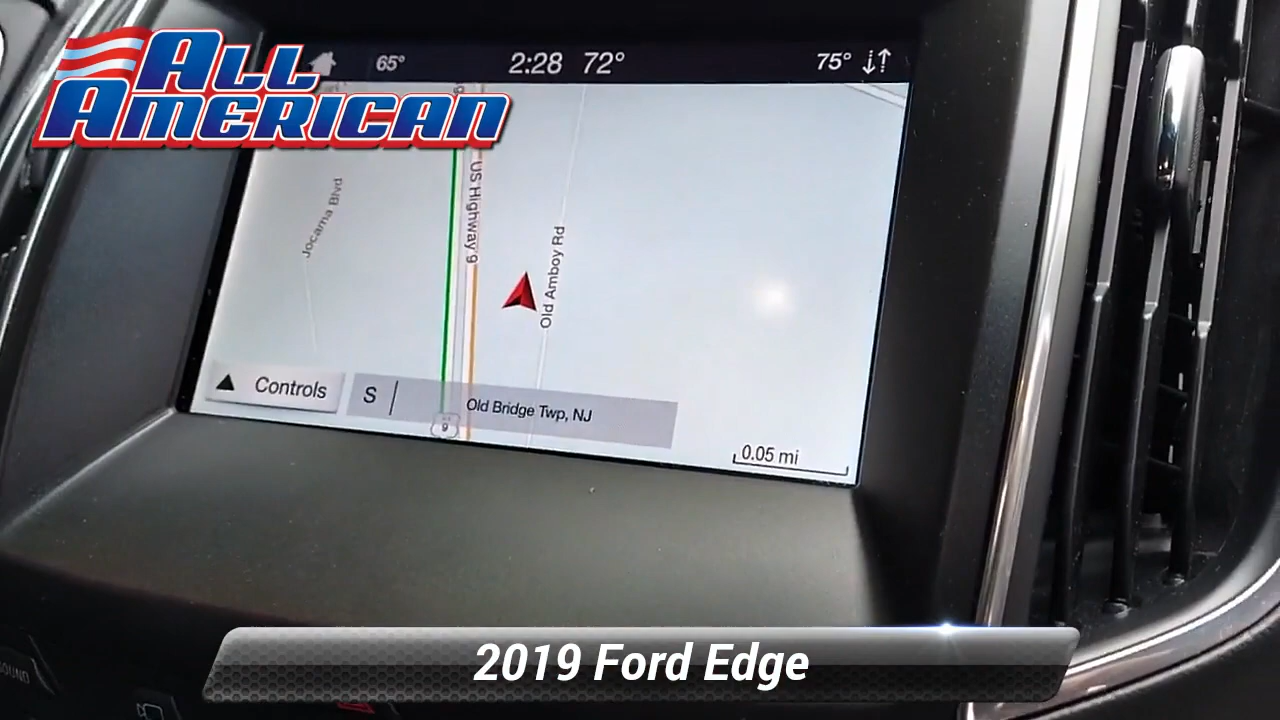 ALL
AMERICAN
65° 2:28 72° 75°
Jocama Blvd
US Highway 9
Old Amboy Rd
Controls
S
Old Bridge Twp, NJ
9
0.05 mi
2019 Ford Edge